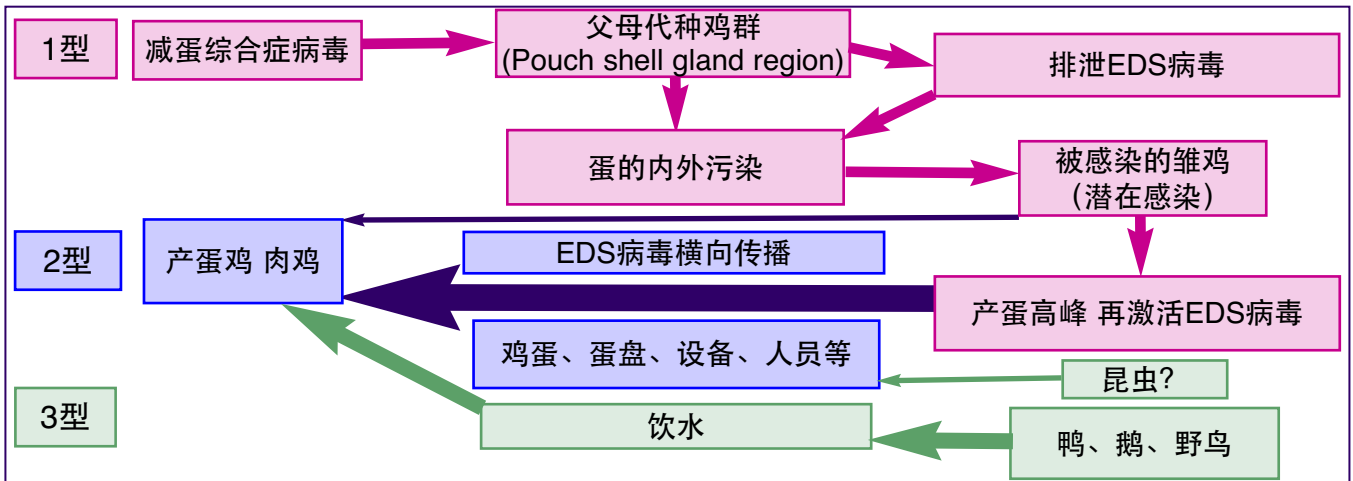 1型
减蛋综合症病毒
父母代种鸡群
(Pouch shell gland region)
排泄EDS病毒
蛋的内外污染
被感染的雏鸡
（潜在感染）
2型
产蛋鸡 肉鸡
EDS病毒横向传播
产蛋高峰 再激活EDS病毒
鸡蛋、蛋盘、设备、人员等
昆虫?
3型
饮水
鸭、鹅、野鸟